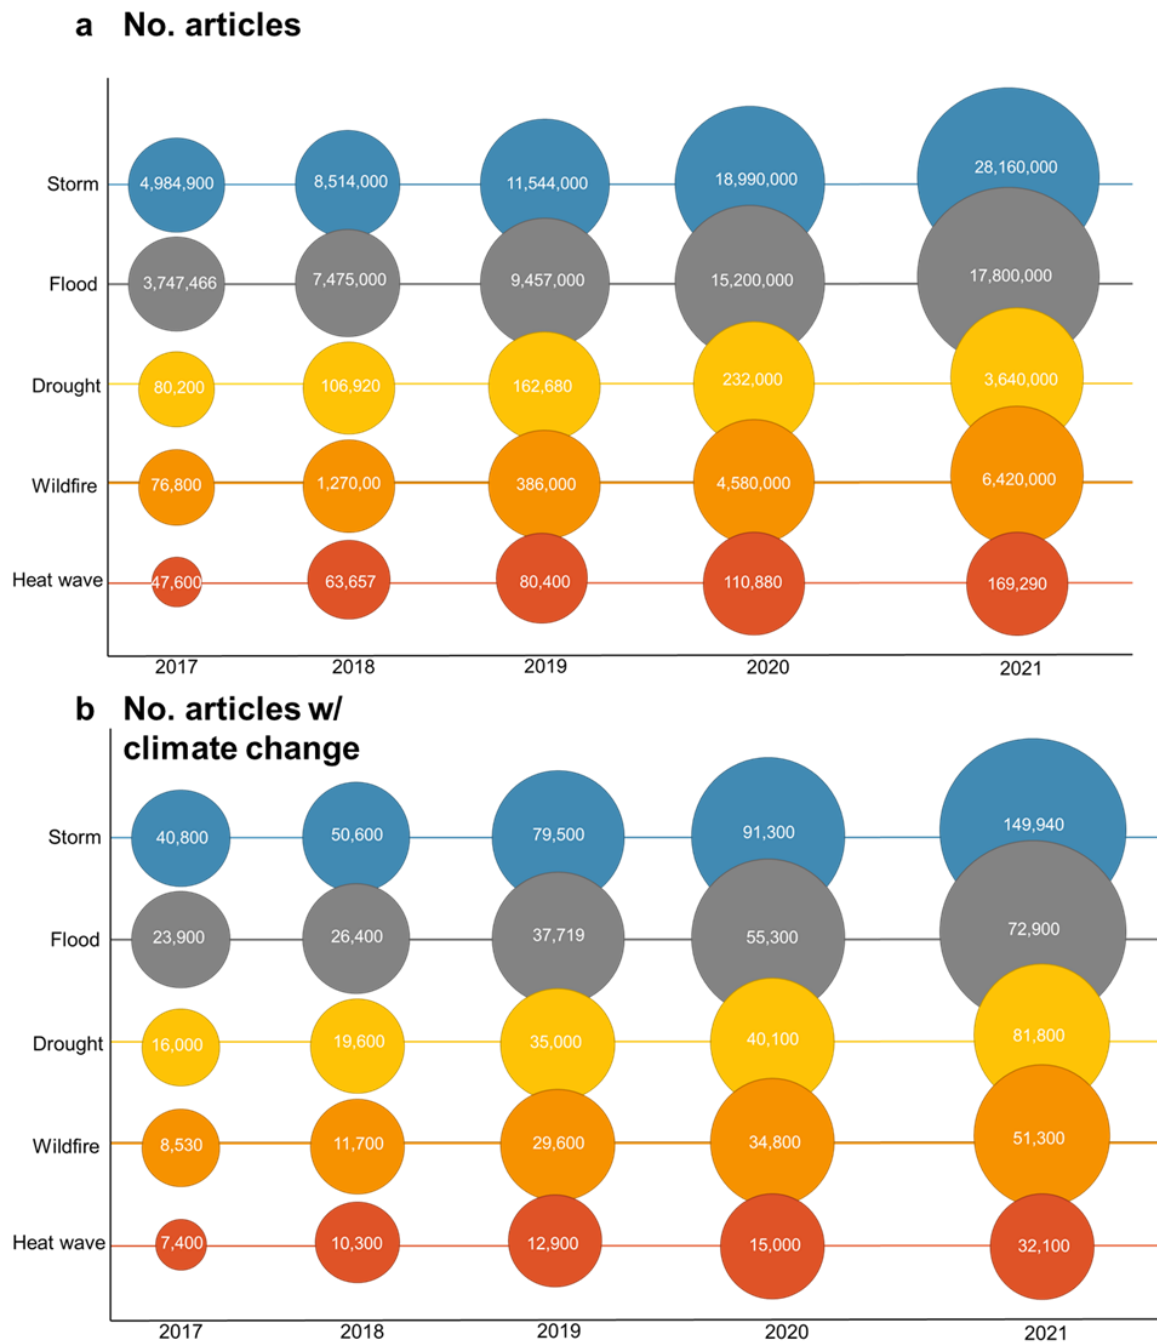 a No. articles
Storm 4,984,900 8,514,000 11,544,000 18,990,000 28,160,000
Flood 3,747,466 7,475,000 9,457,000 15,200,000 17,800,000
Drought 80,200 106,920 162,680 232,000 3,640,000
Wildfire 76,800 1,270,00 386,000 4,580,000 6,420,000
Heat wave 47,600 63,657 80,400 110,880 169,290
2017 2018 2019 2020 2021
b No. articles w/
climate change
Storm 40,800 50,600 79,500 91,300 149,940
Flood 23,900 26,400 37,719 55,300 72,900
Drought 16,000 19,600 35,000 40,100 81,800
Wildfire 8,530 11,700 29,600 34,800 51,300
Heat wave 7,400 10,300 12,900 15,000 32,100
2017 2018 2019 2020 2021